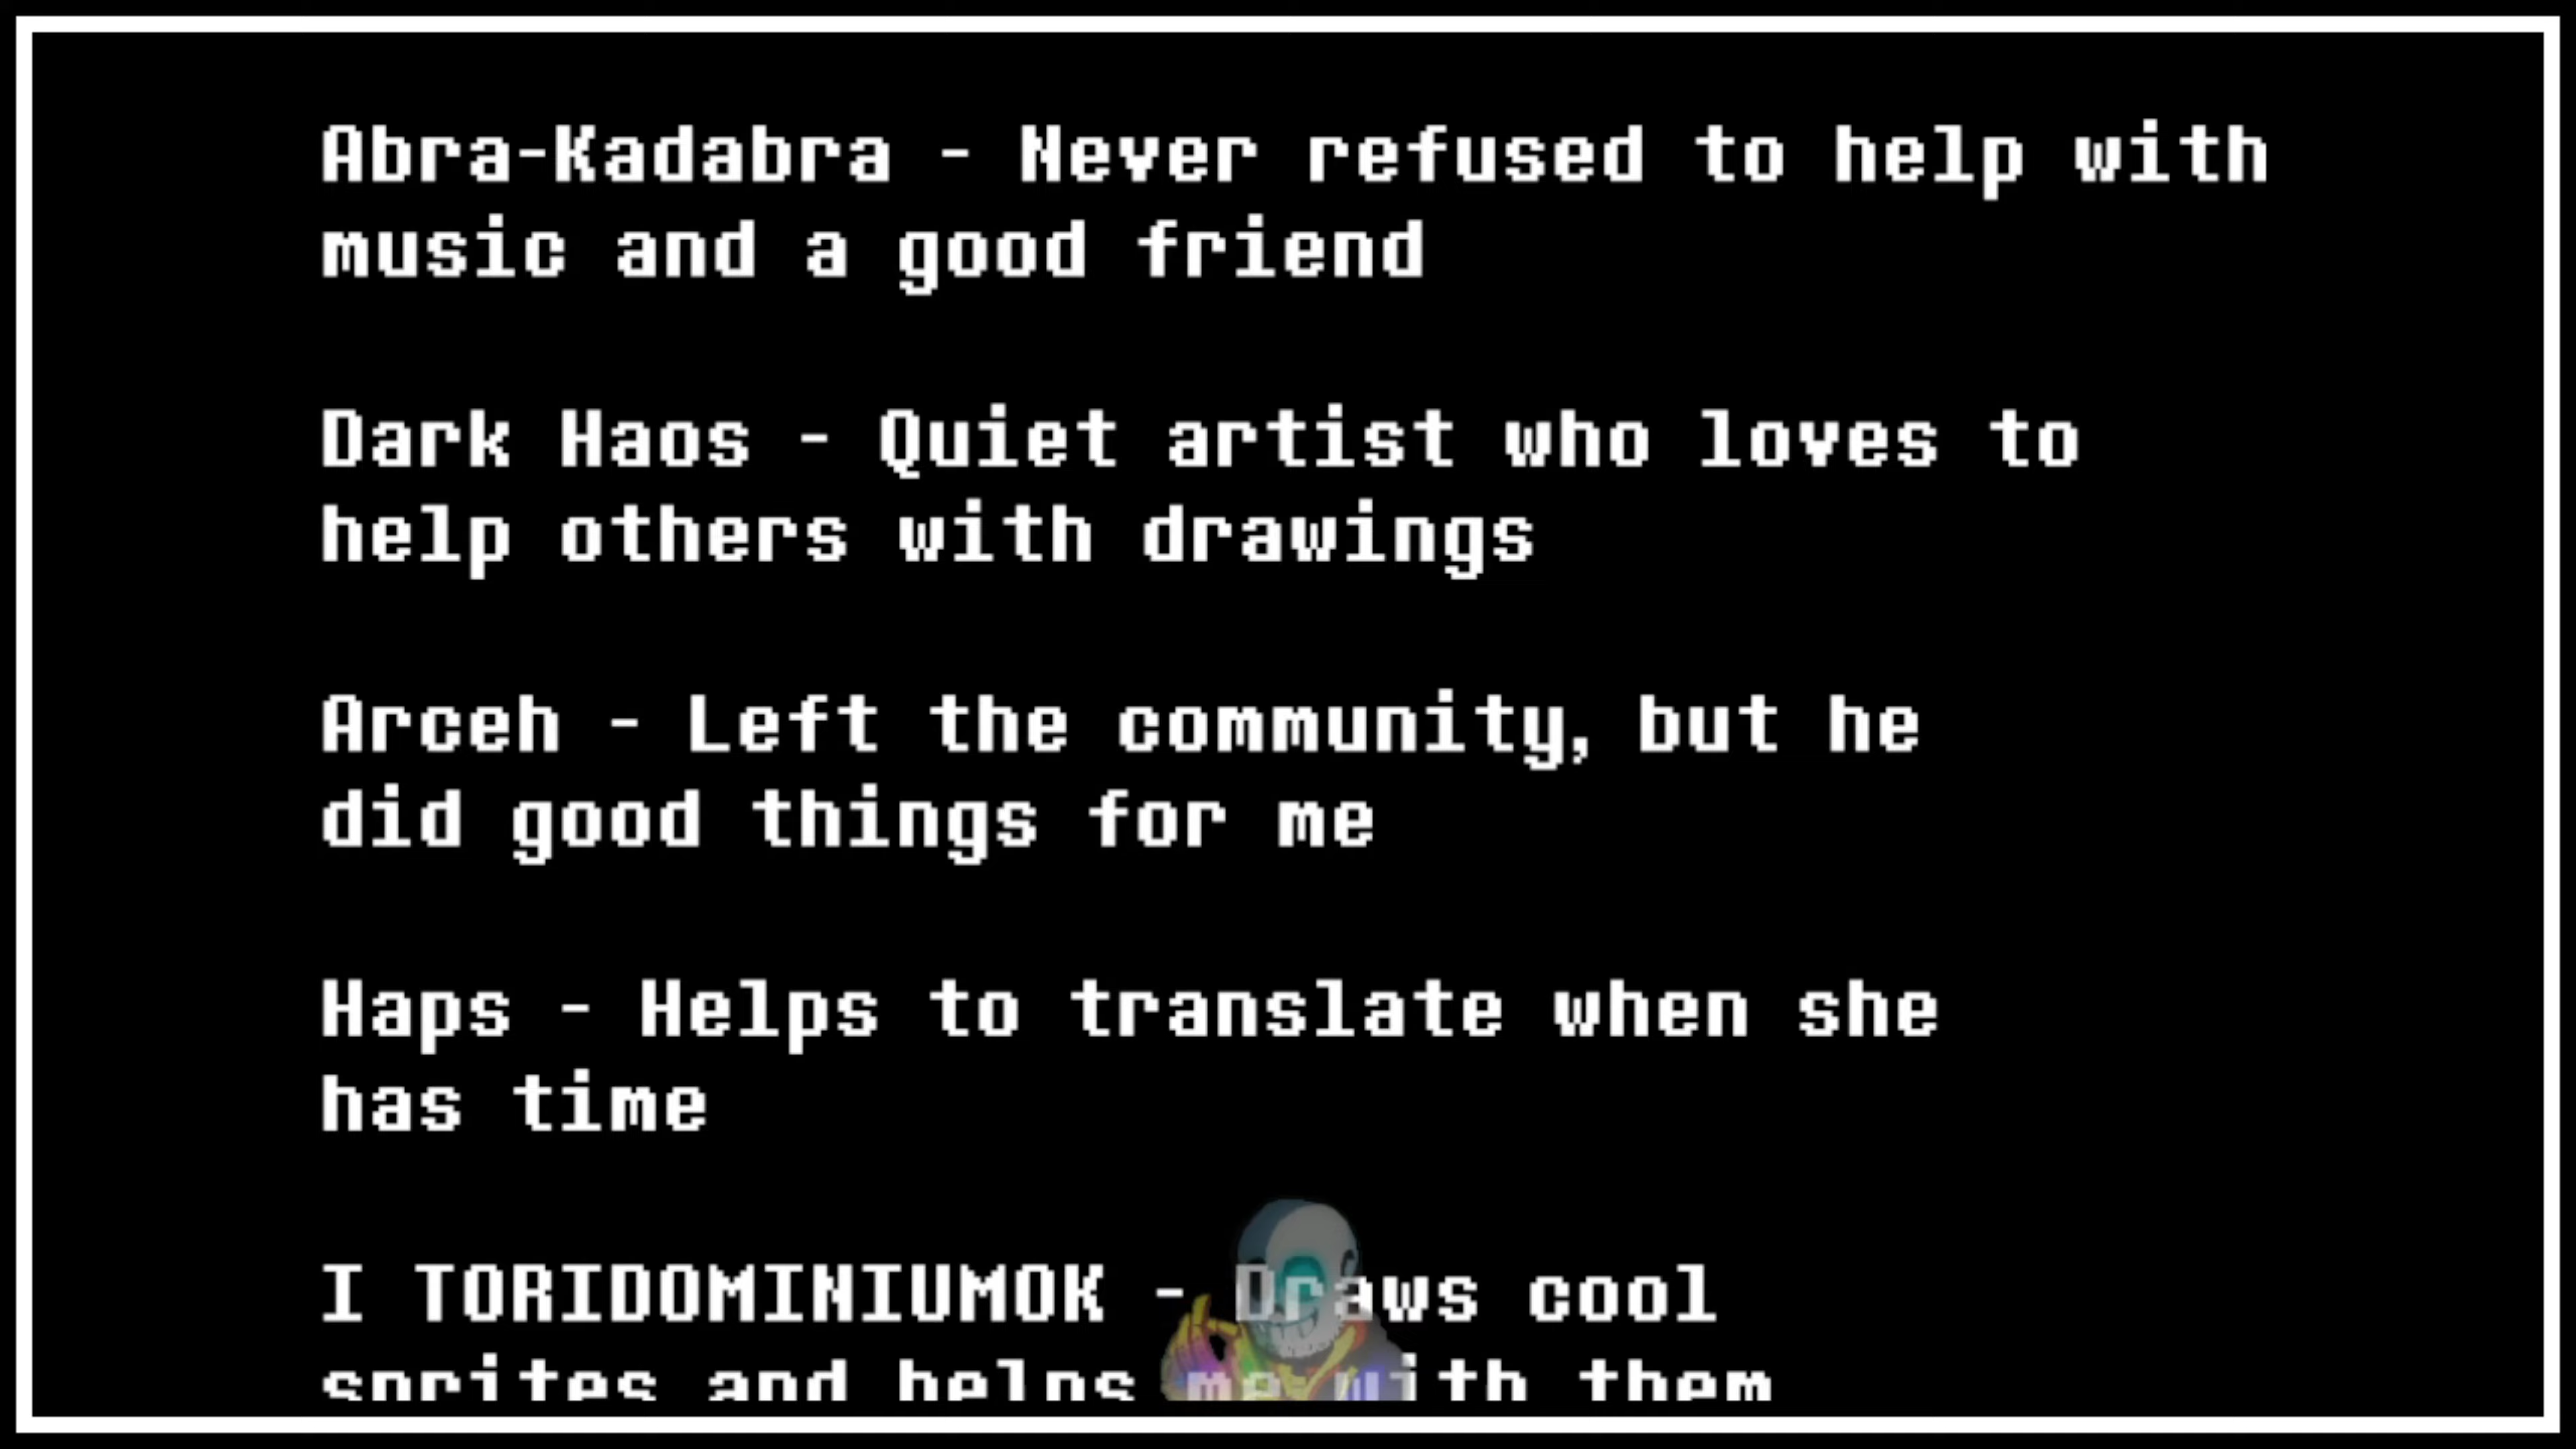 Abra-Kadabra - Never refused to help with
music and a good friend
Dark Haos - Quiet artist who loves to
help others with drawings
Arceh - Left the community, but he
did good things for me
Haps - Helps to translate when she
has time
I TORIDOMINIUMOK - Draws cool
sprites and helps me with them